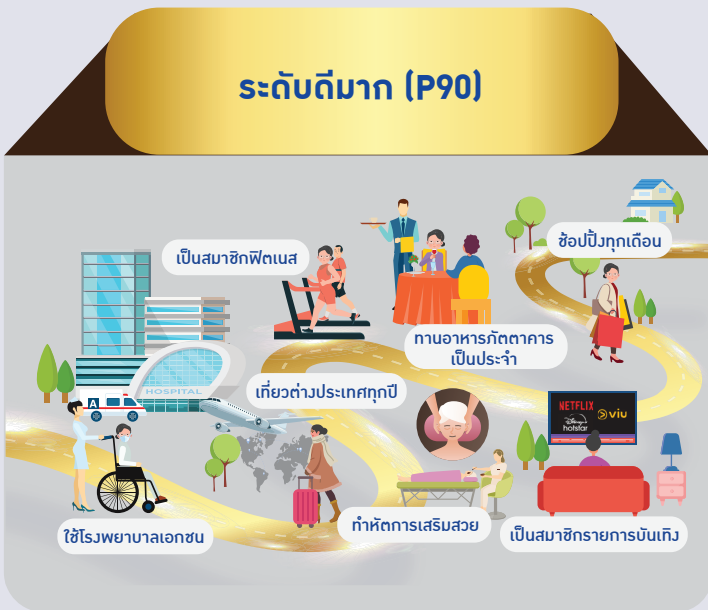 ระดับดีมาก (P90)
เป็นสมาชิกฟิตเนส
ช้อปปิ้งทุกเดือน
ทานอาหารภัตตาคาร
เป็นประจำ
HOSPITAL
A
เที่ยวต่างประเทศทุกปี
NETFLIX
viu
Disney+
hotstar
ใช้โรงพยาบาลเอกชน
ทำหัตการเสริมสวย
เป็นสมาชิกรายการบันเทิง